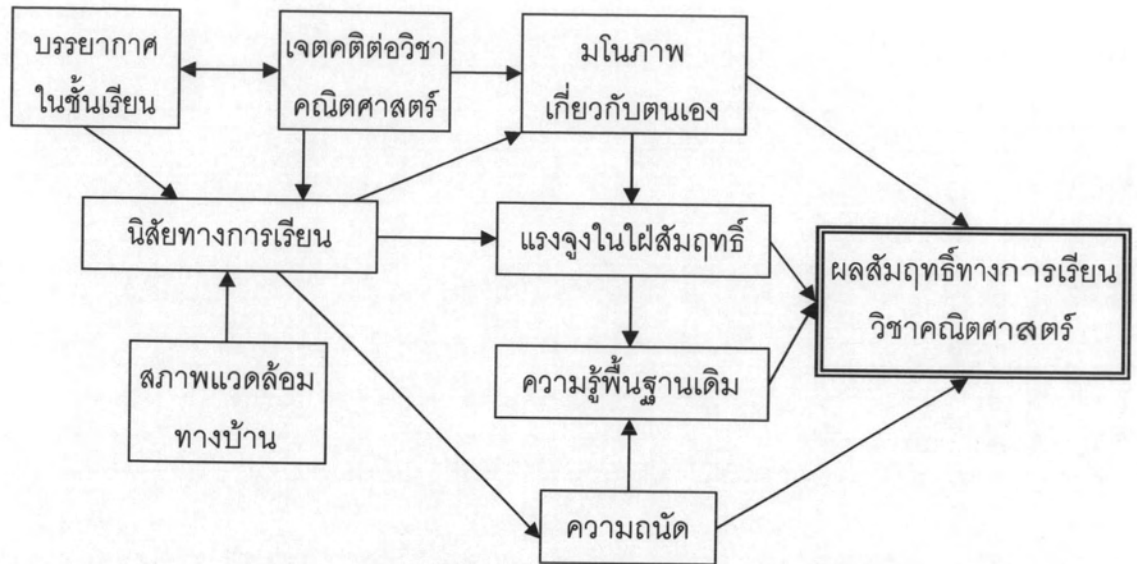 บรรยากาศ
ในชั้นเรียน
เจตคติต่อวิชา
คณิตศาสตร์
มโนภาพ
เกี่ยวกับตนเอง
นิสัยทางการเรียน
แรงจูงในใฝ่สัมฤทธิ์
ผลสัมฤทธิ์ทางการเรียน
วิชาคณิตศาสตร์
สภาพแวดล้อม
ทางบ้าน
ความรู้พื้นฐานเดิม
ความถนัด